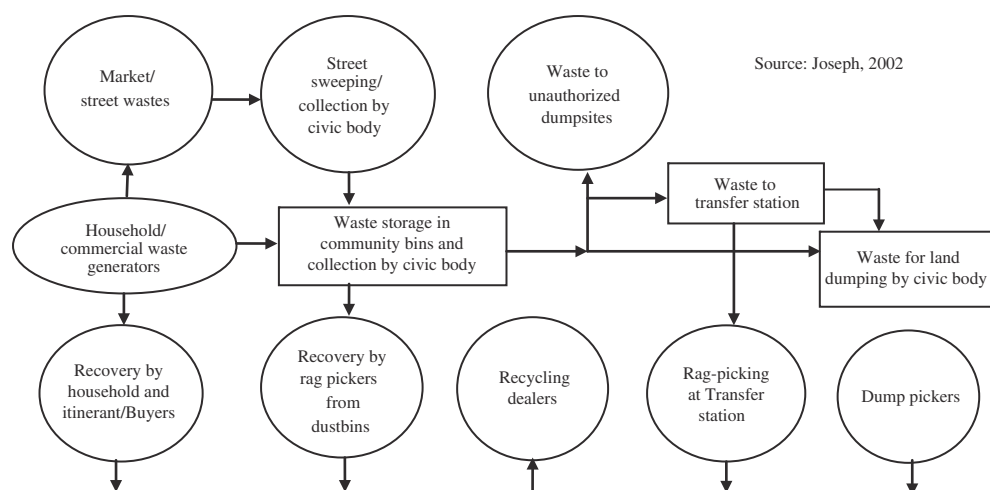 Market/
street wastes
Street
sweeping/
collection by
civic body
Waste to
unauthorized
dumpsites
Source: Joseph, 2002
Household/
commercial waste
generators
Waste storage in
community bins and
collection by civic body
Waste to
transfer station
Waste for land
dumping by civic body
Recovery by
household and
itinerant/Buyers
Recovery by
rag pickers
from
dustbins
Recycling
dealers
Rag-picking
at Transfer
station
Dump pickers